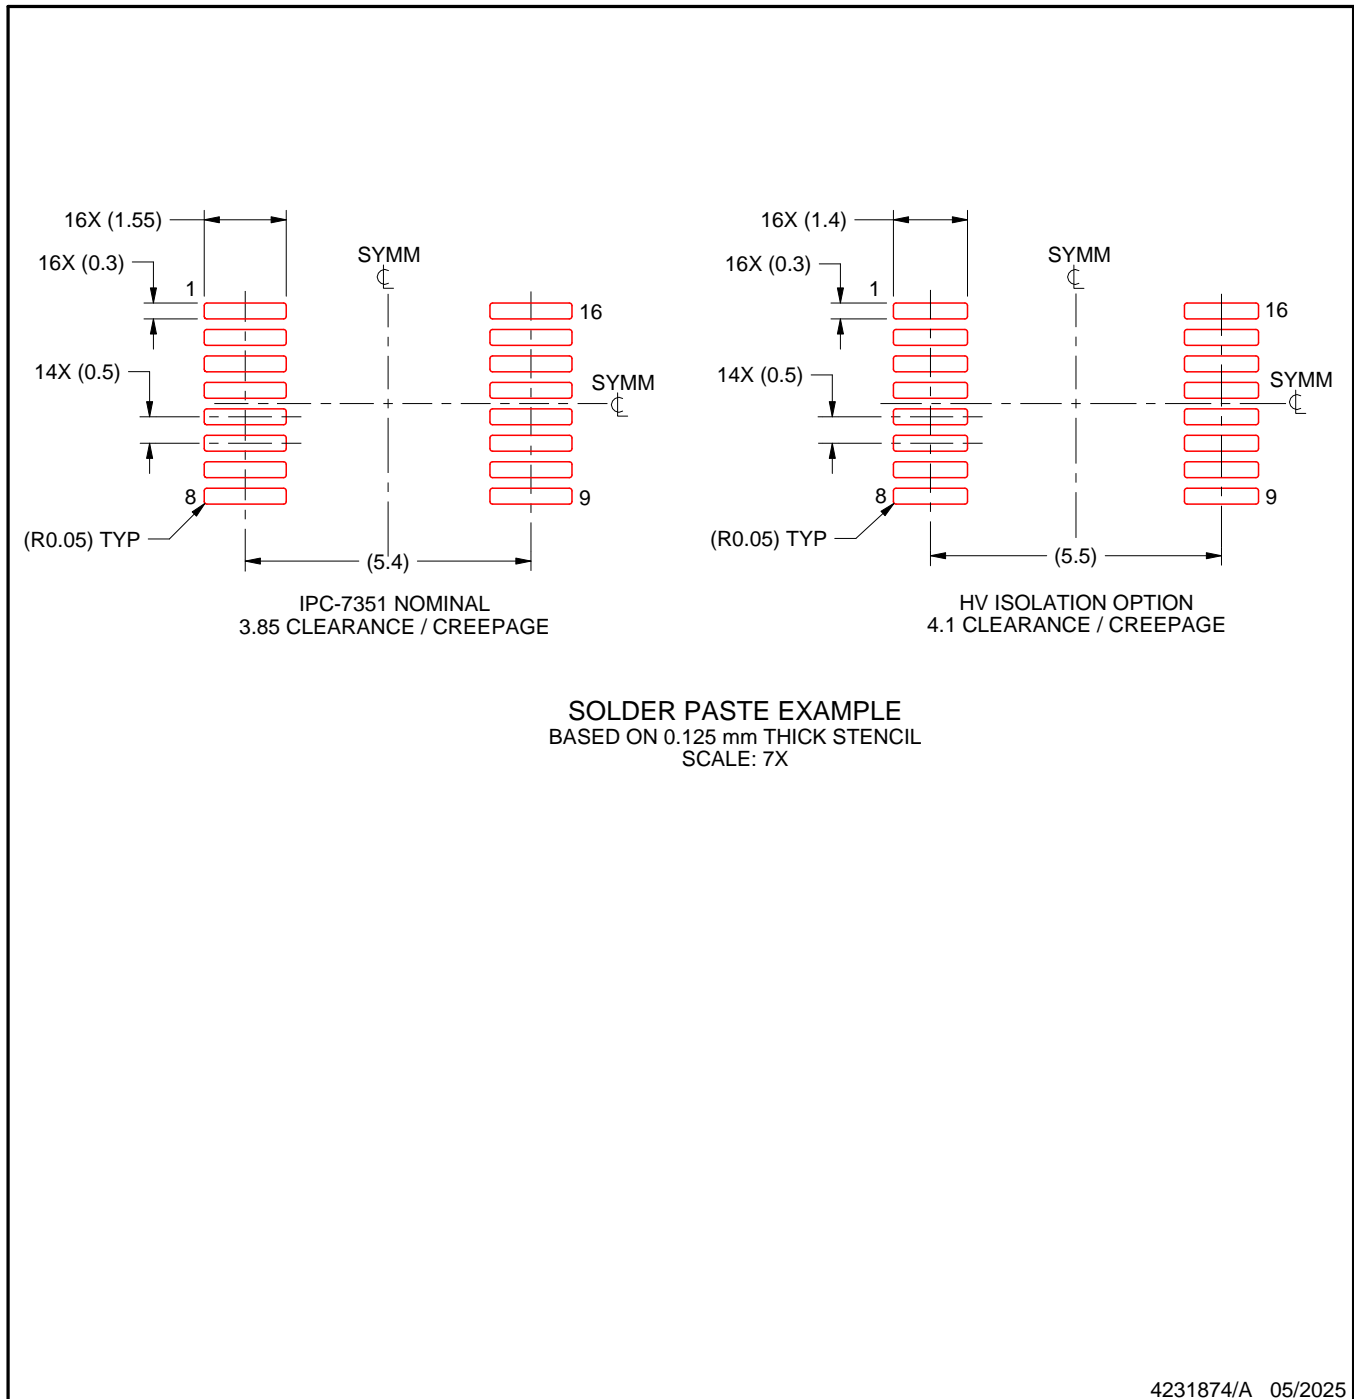 16X (1.55)
16X (0.3)
1
SYMM
16
14X (0.5)
SYMM
8
9
(R0.05) TYP
(5.4)
IPC-7351 NOMINAL
3.85 CLEARANCE / CREEPAGE
16X (1.4)
16X (0.3)
1
SYMM
16
14X (0.5)
SYMM
8
9
(R0.05) TYP
(5.5)
HV ISOLATION OPTION
4.1 CLEARANCE / CREEPAGE
SOLDER PASTE EXAMPLE
BASED ON 0.125 mm THICK STENCIL
SCALE: 7X
4231874/A 05/2025